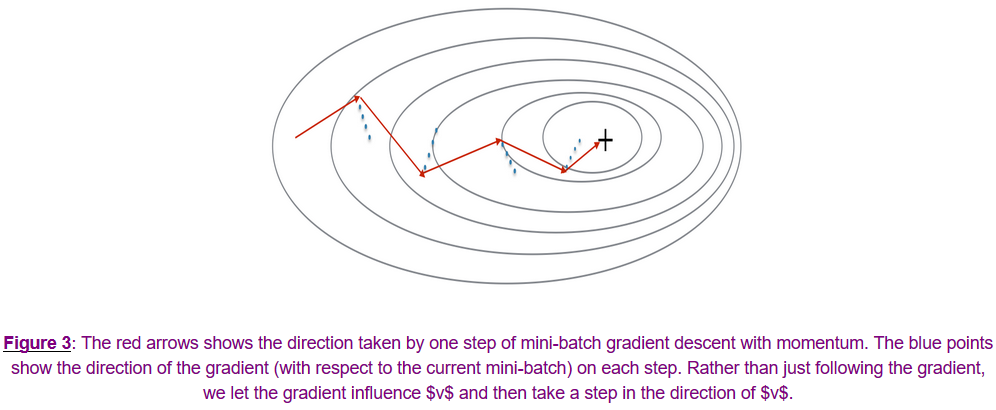 Figure 3: The red arrows shows the direction taken by one step of mini-batch gradient descent with momentum. The blue points
show the direction of the gradient (with respect to the current mini-batch) on each step. Rather than just following the gradient,
we let the gradient influence $v$ and then take a step in the direction of $v$.